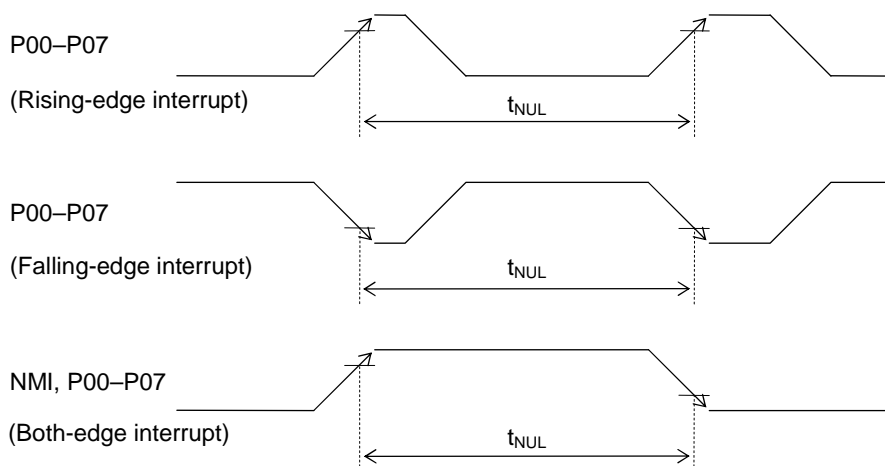 P00–P07
(Rising-edge interrupt)
tNUL
P00–P07
(Falling-edge interrupt)
tNUL
NMI, P00–P07
(Both-edge interrupt)
tNUL